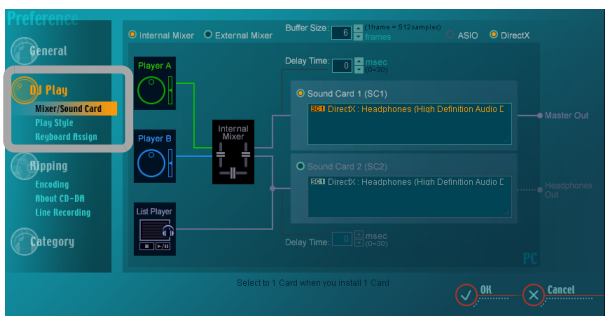 Preference
General
DJ Play
Mixer/Sound Card
Play Style
Keyboard Assign
Ripping
Encoding
About CD-DA
Line Recording
Category
Internal Mixer
External Mixer
Buffer Size
6
(1frame = 512samples)
frames
ASIO
DirectX
Delay Time:
0
msec
(0~30)
Player A
Player B
List Player
Internal
Mixer
Sound Card 1 (SC1)
SC1 DirectX : Headphones (High Definition Audio D
Master Out
Sound Card 2 (SC2)
DirectX : Headphones (High Definition Audio D
Headphones
Out
Delay Time:
0
msec
(0~30)
PC
Select to 1 Card when you install 1 Card
OK
Cancel